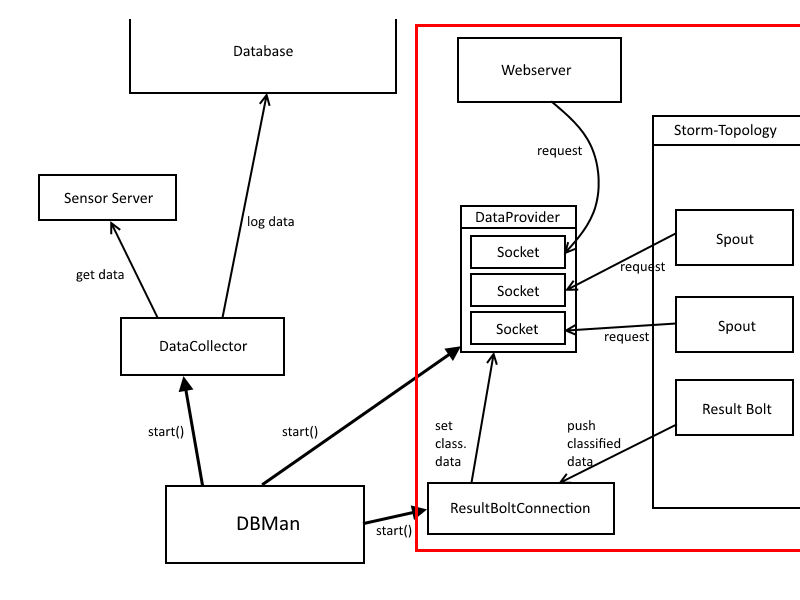 Database
Webserver
Storm-Topology
request
Sensor Server
DataProvider
log data
Socket
Spout
get data
request
Socket
Socket
Spout
request
DataCollector
Result Bolt
start()
start()
set
class.
data
push
classified
data
DBMan
ResultBoltConnection
start()